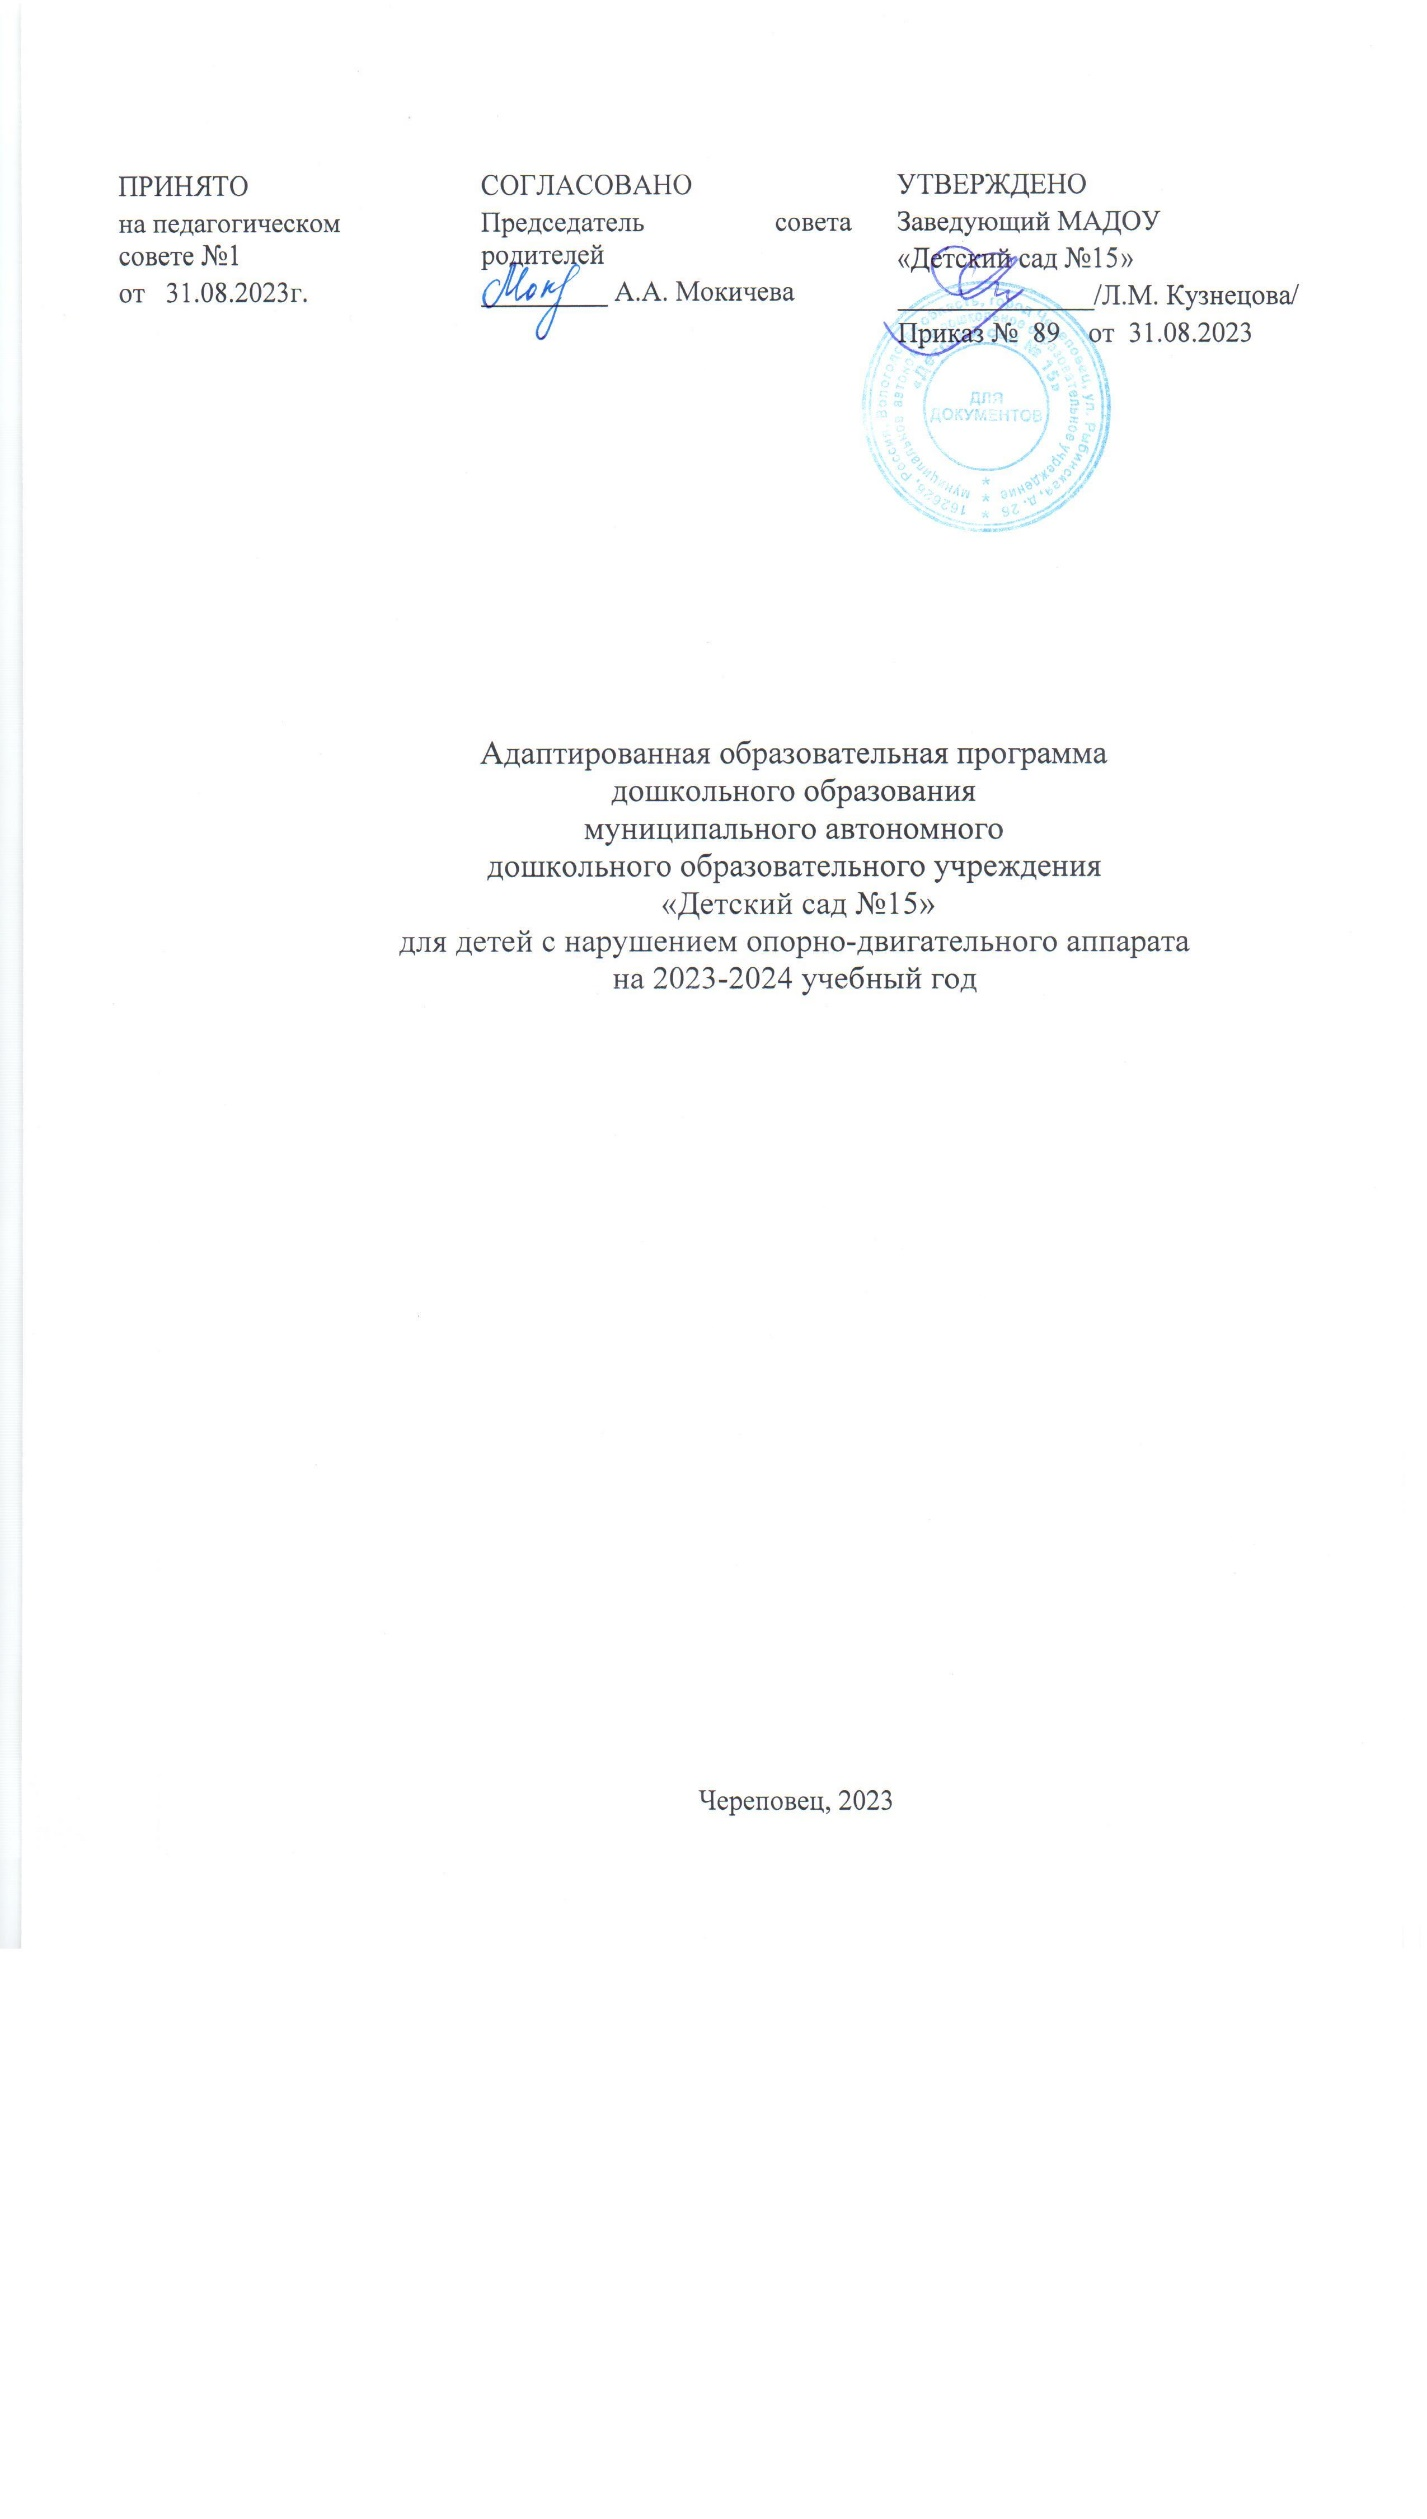 ПРИНЯТО
на педагогическом
совете №1
от 31.08.2023г.
СОГЛАСОВАНО
Председатель совета
родителей
А.А. Мокичева
УТВЕРЖДЕНО
Заведующий МАДОУ
«Детский сад №15»
/Л.М. Кузнецова/
Приказ № 89 от 31.08.2023
ДЛЯ
ДОКУМЕНТОВ
Адаптированная образовательная программа
дошкольного образования
муниципального автономного
дошкольного образовательного учреждения
«Детский сад №15»
для детей с нарушением опорно-двигательного аппарата
на 2023-2024 учебный год
Череповец, 2023